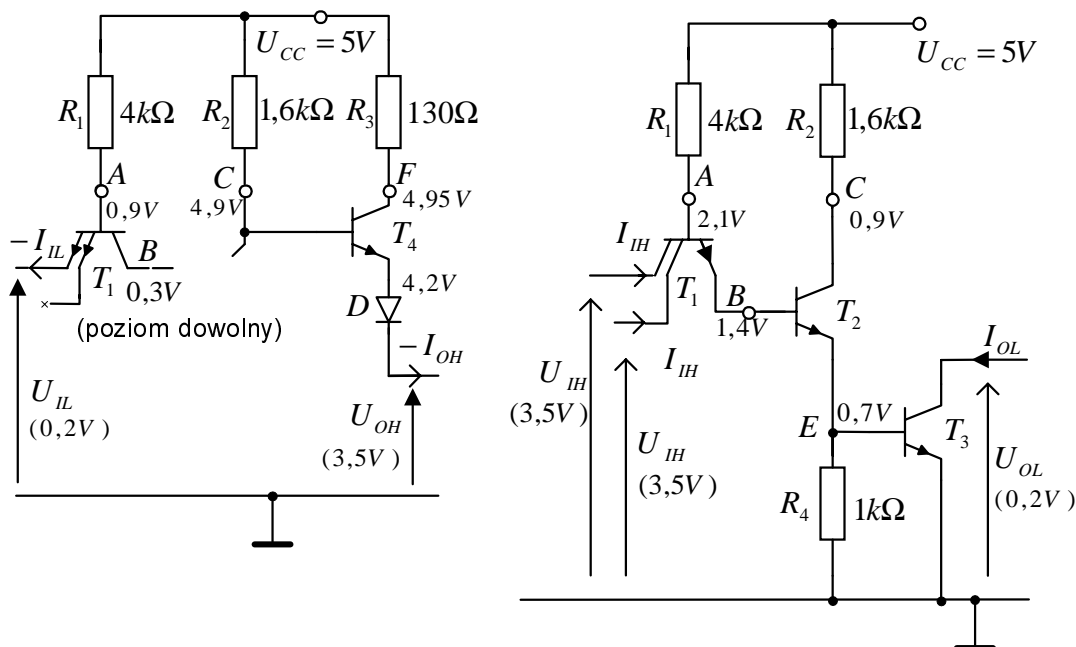 U_CC = 5V
R_1 4kΩ
R_2 1,6kΩ
R_3 130Ω
A
0,9V
C
4,9V
F
4,95V
T_4
-I_IL
T_1
B
0,3V
×
(poziom dowolny)
4,2V
D
-I_OH
U_IL
(0,2V)
U_OH
(3,5V)
U_CC = 5V
R_1 4kΩ
R_2 1,6kΩ
A
2,1V
C
0,9V
I_IH
T_1
B
1,4V
T_2
I_IH
I_OL
U_IH
(3,5V)
U_IH
(3,5V)
E
0,7V
T_3
U_OL
(0,2V)
R_4 1kΩ